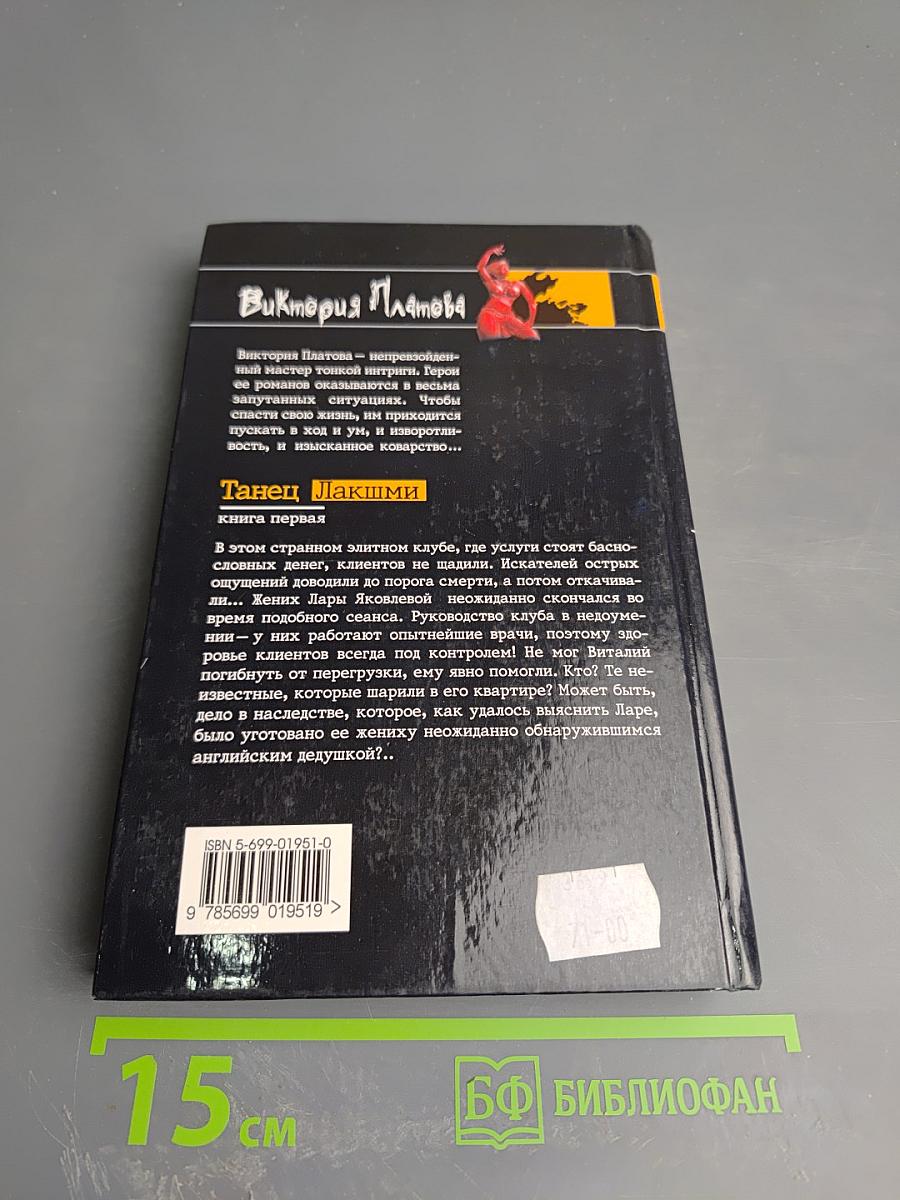 Виктория Платова
Виктория Платова — непревзойден-
ный мастер тонкой интриги. Герои
ее романов оказываются в весьма
запутанных ситуациях. Чтобы
спасти свою жизнь, им приходится
пускать в ход и ум, и изворотли-
вость, и изысканное коварство...
Танец Лакшми
книга первая
В этом странном элитном клубе, где услуги стоят басно-
словных денег, клиентов не щадили. Искателей острых
ощущений доводили до порога смерти, а потом откачива-
ли... Жених Лары Яковлевой неожиданно скончался во
время подобного сеанса. Руководство клуба в недоуме-
нии — у них работают опытнейшие врачи, поэтому здо-
ровье клиентов всегда под контролем! Не мог Виталий
погибнуть от перегрузки, ему явно помогли. Кто? Те не-
известные, которые шарили в его квартире? Может быть,
дело в наследстве, которое, как удалось выяснить Ларе,
было уготовано ее жениху неожиданно обнаружившимся
английским дедушкой?..
ISBN 5-699-01951-0
9 785699 019519 >
71-00
15 см
БФ БИБЛИОФАН